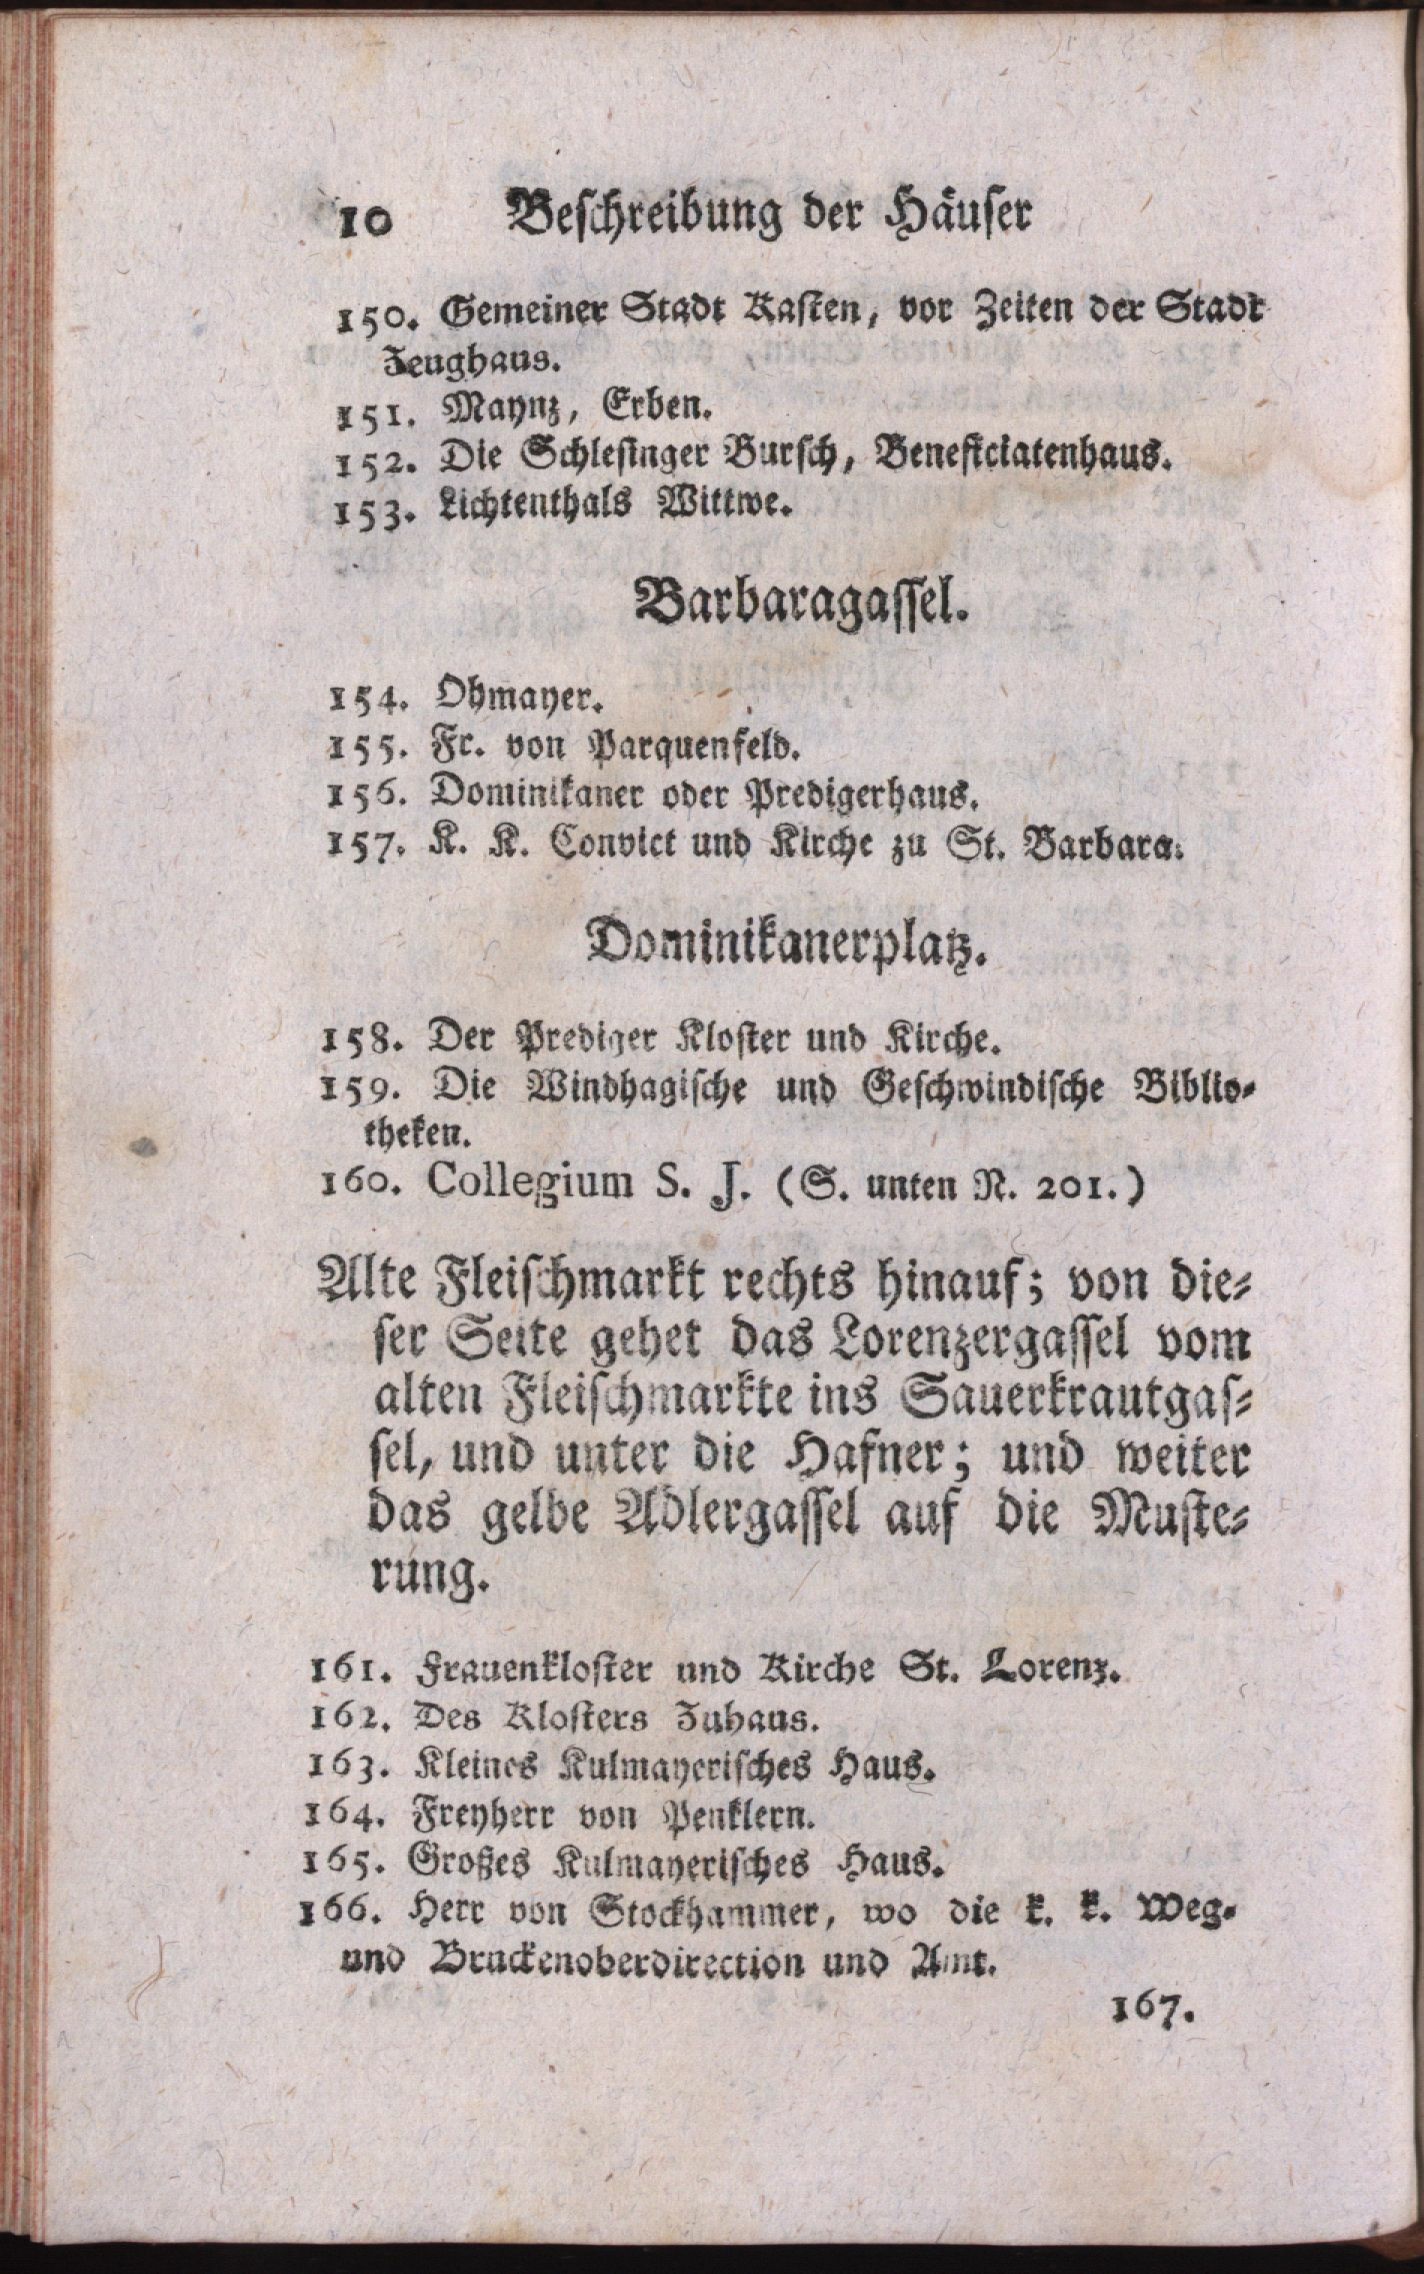 10 Beschreibung der Häuser
150. Gemeiner Stadt Kasten, vor Zeiten der Stadt
Zeughaus.
151. Maynz, Erben.
152. Die Schlesinger Bursch, Beneficiatenhaus.
153. Lichtenthals Wittwe.
Barbaragassel.
154. Ohmayer.
155. Fr. von Parquenfeld.
156. Dominikaner oder Predigerhaus.
157. K. K. Convict und Kirche zu St. Barbara.
Dominikanerplatz.
158. Der Prediger Kloster und Kirche.
159. Die Windhagische und Geschwindische Biblio-
theken.
160. Collegium S. J. (S. unten N. 201.)
Alte Fleischmarkt rechts hinauf; von die-
ser Seite gehet das Lorenzergassel vom
alten Fleischmarkte ins Sauerkrautgas-
sel, und unter die Hafner; und weiter
das gelbe Adlergassel auf die Muste-
rung.
161. Frauenkloster und Kirche St. Lorenz.
162. Des Klosters Zuhaus.
163. Kleines Kulmayerisches Haus.
164. Freyherr von Penklern.
165. Großes Kulmayerisches Haus.
166. Herr von Stockhammer, wo die k. k. Weg-
und Bruckenoberdirection und Amt.
167.